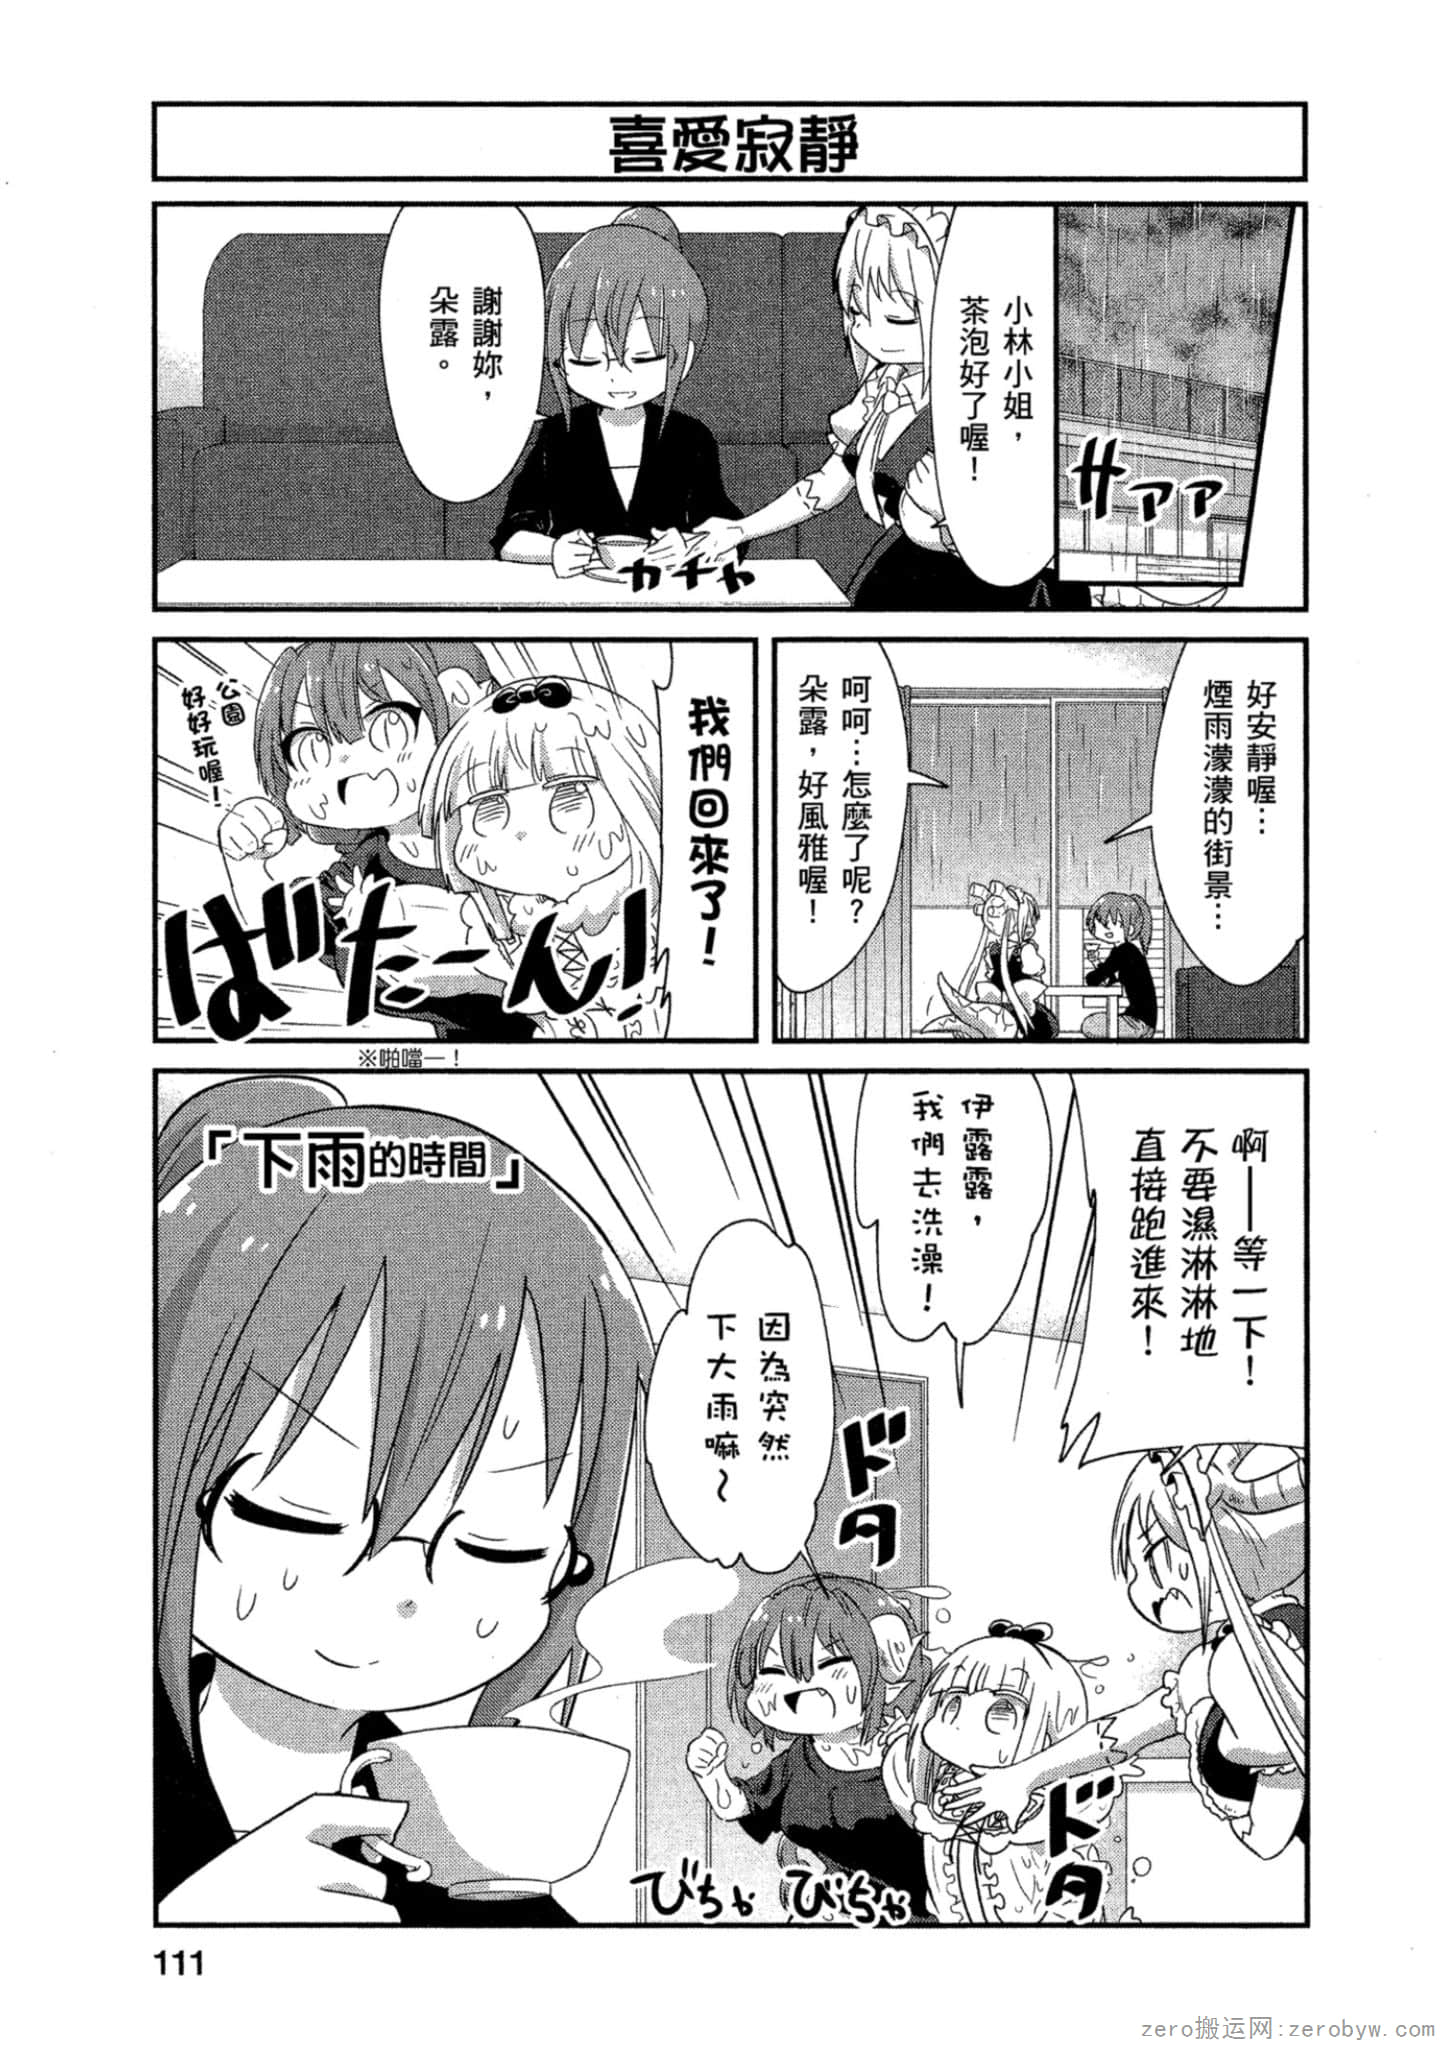 喜愛寂靜
小林小姐，
茶泡好了喔！
謝謝妳，
朵露。
サァァ
カチャ
好安靜喔…
煙雨濛濛的街景…
呵呵…怎麼了呢？
朵露，好風雅喔！
我們回來了！
公園
好好玩喔！
ばたーん！
※啪噹—！
啊——等一下！
不要濕淋淋地
直接跑進來！
伊露露，
我們去洗澡！
因為突然
下大雨嘛～
「下雨的時間」
ドタ
ドタ
びちゃ びちゃ
111
zero搬运网:zerobyw.com